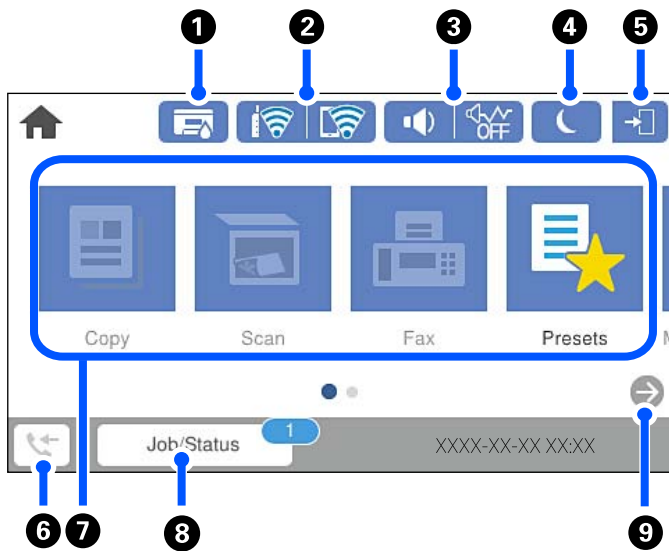 1 2 3 4 5
OFF
Copy Scan Fax Presets
Job/Status 1 XXXX-XX-XX XX:XX
6 7 8 9